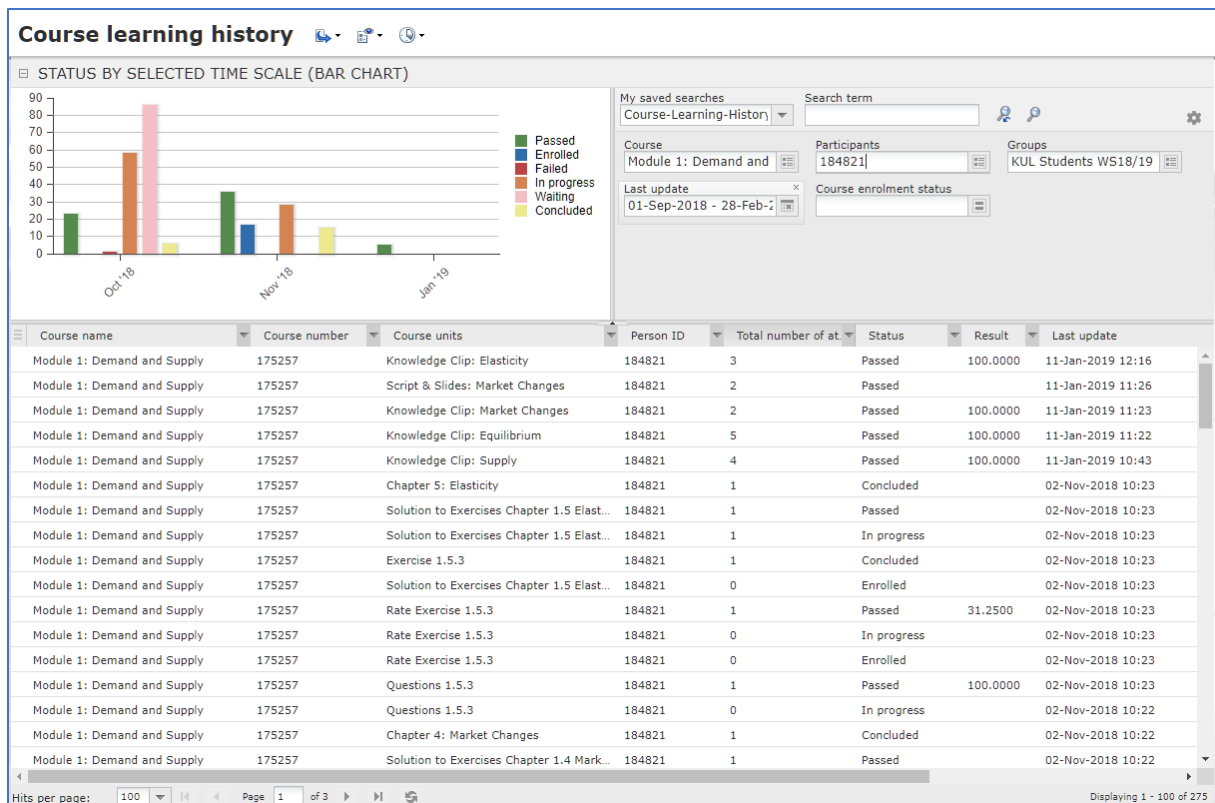 Course learning history
STATUS BY SELECTED TIME SCALE (BAR CHART)
90
80
70
60
50
40
30
20
10
0
Oct'18
Nov'18
Jan'19
Passed
Enrolled
Failed
In progress
Waiting
Concluded
My saved searches
Search term
Course-Learning-History
Course
Participants
Groups
Module 1: Demand and
184821
KUL Students WS18/19
Last update
Course enrolment status
01-Sep-2018 - 28-Feb-2
Course name Course number Course units Person ID Total number of at. Status Result Last update
Module 1: Demand and Supply 175257 Knowledge Clip: Elasticity 184821 3 Passed 100.0000 11-Jan-2019 12:16
Module 1: Demand and Supply 175257 Script & Slides: Market Changes 184821 2 Passed 11-Jan-2019 11:26
Module 1: Demand and Supply 175257 Knowledge Clip: Market Changes 184821 2 Passed 100.0000 11-Jan-2019 11:23
Module 1: Demand and Supply 175257 Knowledge Clip: Equilibrium 184821 5 Passed 100.0000 11-Jan-2019 11:22
Module 1: Demand and Supply 175257 Knowledge Clip: Supply 184821 4 Passed 100.0000 11-Jan-2019 10:43
Module 1: Demand and Supply 175257 Chapter 5: Elasticity 184821 1 Concluded 02-Nov-2018 10:23
Module 1: Demand and Supply 175257 Solution to Exercises Chapter 1.5 Elast... 184821 1 Passed 02-Nov-2018 10:23
Module 1: Demand and Supply 175257 Solution to Exercises Chapter 1.5 Elast... 184821 1 In progress 02-Nov-2018 10:23
Module 1: Demand and Supply 175257 Exercise 1.5.3 184821 1 Concluded 02-Nov-2018 10:23
Module 1: Demand and Supply 175257 Solution to Exercises Chapter 1.5 Elast... 184821 0 Enrolled 02-Nov-2018 10:23
Module 1: Demand and Supply 175257 Rate Exercise 1.5.3 184821 1 Passed 31.2500 02-Nov-2018 10:23
Module 1: Demand and Supply 175257 Rate Exercise 1.5.3 184821 0 In progress 02-Nov-2018 10:23
Module 1: Demand and Supply 175257 Rate Exercise 1.5.3 184821 0 Enrolled 02-Nov-2018 10:23
Module 1: Demand and Supply 175257 Questions 1.5.3 184821 1 Passed 100.0000 02-Nov-2018 10:23
Module 1: Demand and Supply 175257 Questions 1.5.3 184821 0 In progress 02-Nov-2018 10:22
Module 1: Demand and Supply 175257 Chapter 4: Market Changes 184821 1 Concluded 02-Nov-2018 10:22
Module 1: Demand and Supply 175257 Solution to Exercises Chapter 1.4 Mark... 184821 1 Passed 02-Nov-2018 10:22
Hits per page: 100 Page 1 of 3 Displaying 1 - 100 of 275